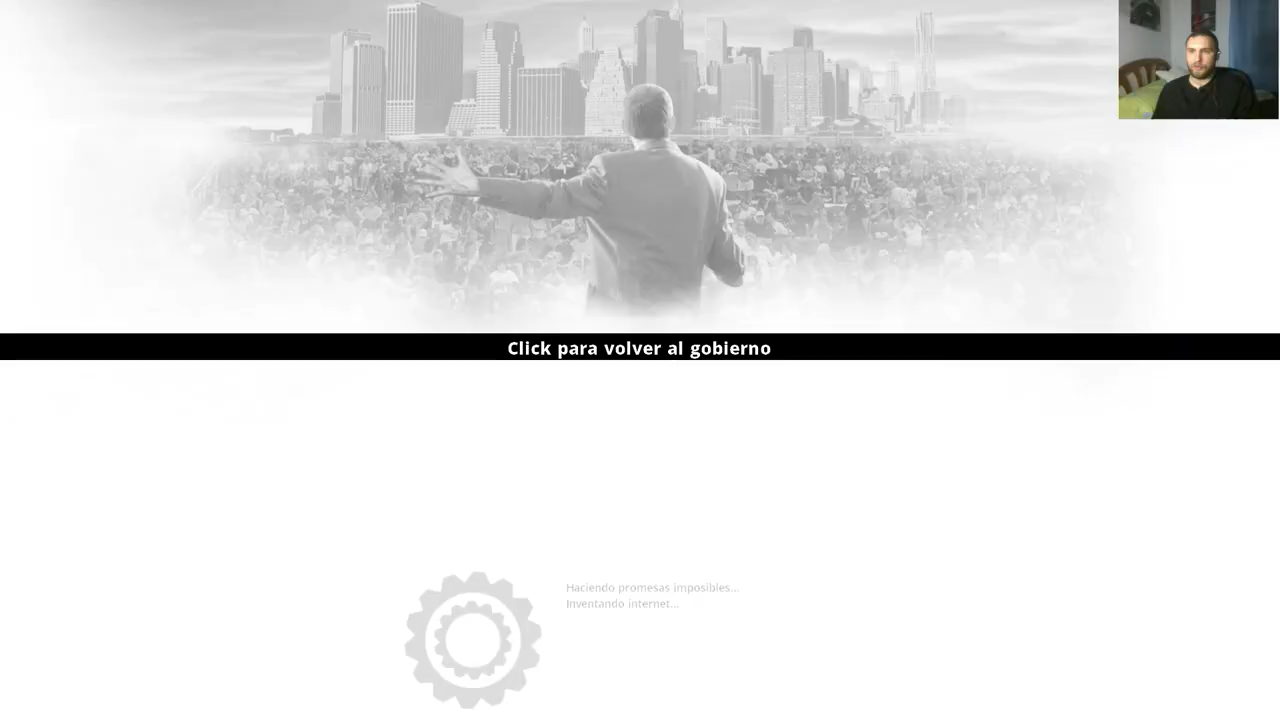 Click para volver al gobierno
Haciendo promesas imposibles...
Inventando internet...